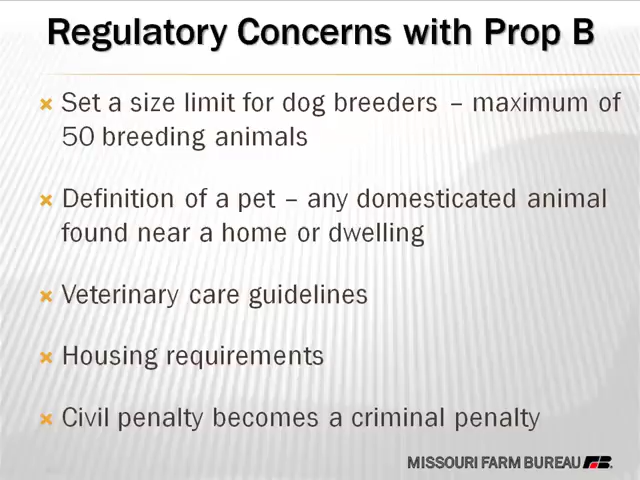 Regulatory Concerns with Prop B
Set a size limit for dog breeders – maximum of
50 breeding animals
Definition of a pet – any domesticated animal
found near a home or dwelling
Veterinary care guidelines
Housing requirements
Civil penalty becomes a criminal penalty
MISSOURI FARM BUREAU FB